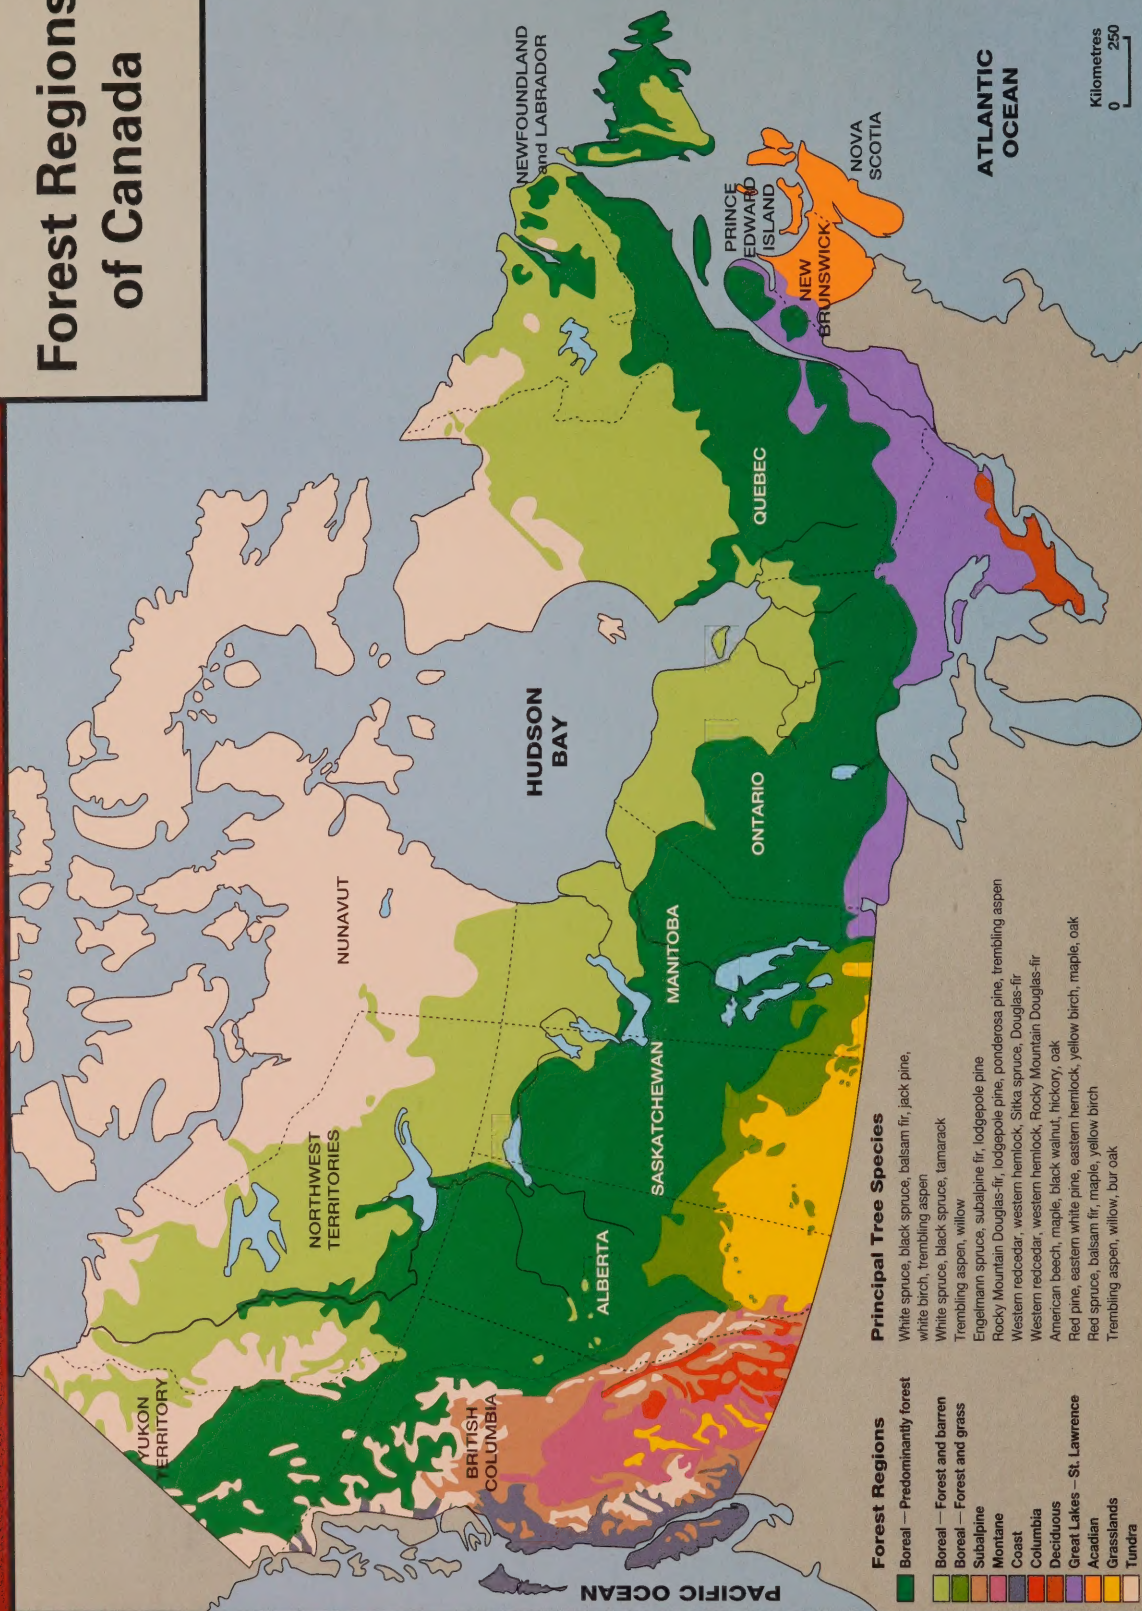 Forest Regions
of Canada
NEWFOUNDLAND
and LABRADOR
PRINCE
EDWARD
ISLAND
NOVA
SCOTIA
NEW
BRUNSWICK
ATLANTIC
OCEAN
Kilometres
0 250
QUEBEC
HUDSON
BAY
ONTARIO
NUNAVUT
MANITOBA
SASKATCHEWAN
NORTHWEST
TERRITORIES
ALBERTA
YUKON
TERRITORY
BRITISH
COLUMBIA
PACIFIC OCEAN
Forest Regions Principal Tree Species
Boreal — Predominantly forest White spruce, black spruce, balsam fir, jack pine,
white birch, trembling aspen
Boreal — Forest and barren White spruce, black spruce, tamarack
Boreal — Forest and grass Trembling aspen, willow
Subalpine Engelmann spruce, subalpine fir, lodgepole pine
Montane Rocky Mountain Douglas-fir, lodgepole pine, ponderosa pine, trembling aspen
Coast Western redcedar, western hemlock, Sitka spruce, Douglas-fir
Columbia Western redcedar, western hemlock, Rocky Mountain Douglas-fir
Deciduous American beech, maple, black walnut, hickory, oak
Great Lakes — St. Lawrence Red pine, eastern white pine, eastern hemlock, yellow birch, maple, oak
Acadian Red spruce, balsam fir, maple, yellow birch
Grasslands Trembling aspen, willow, bur oak
Tundra